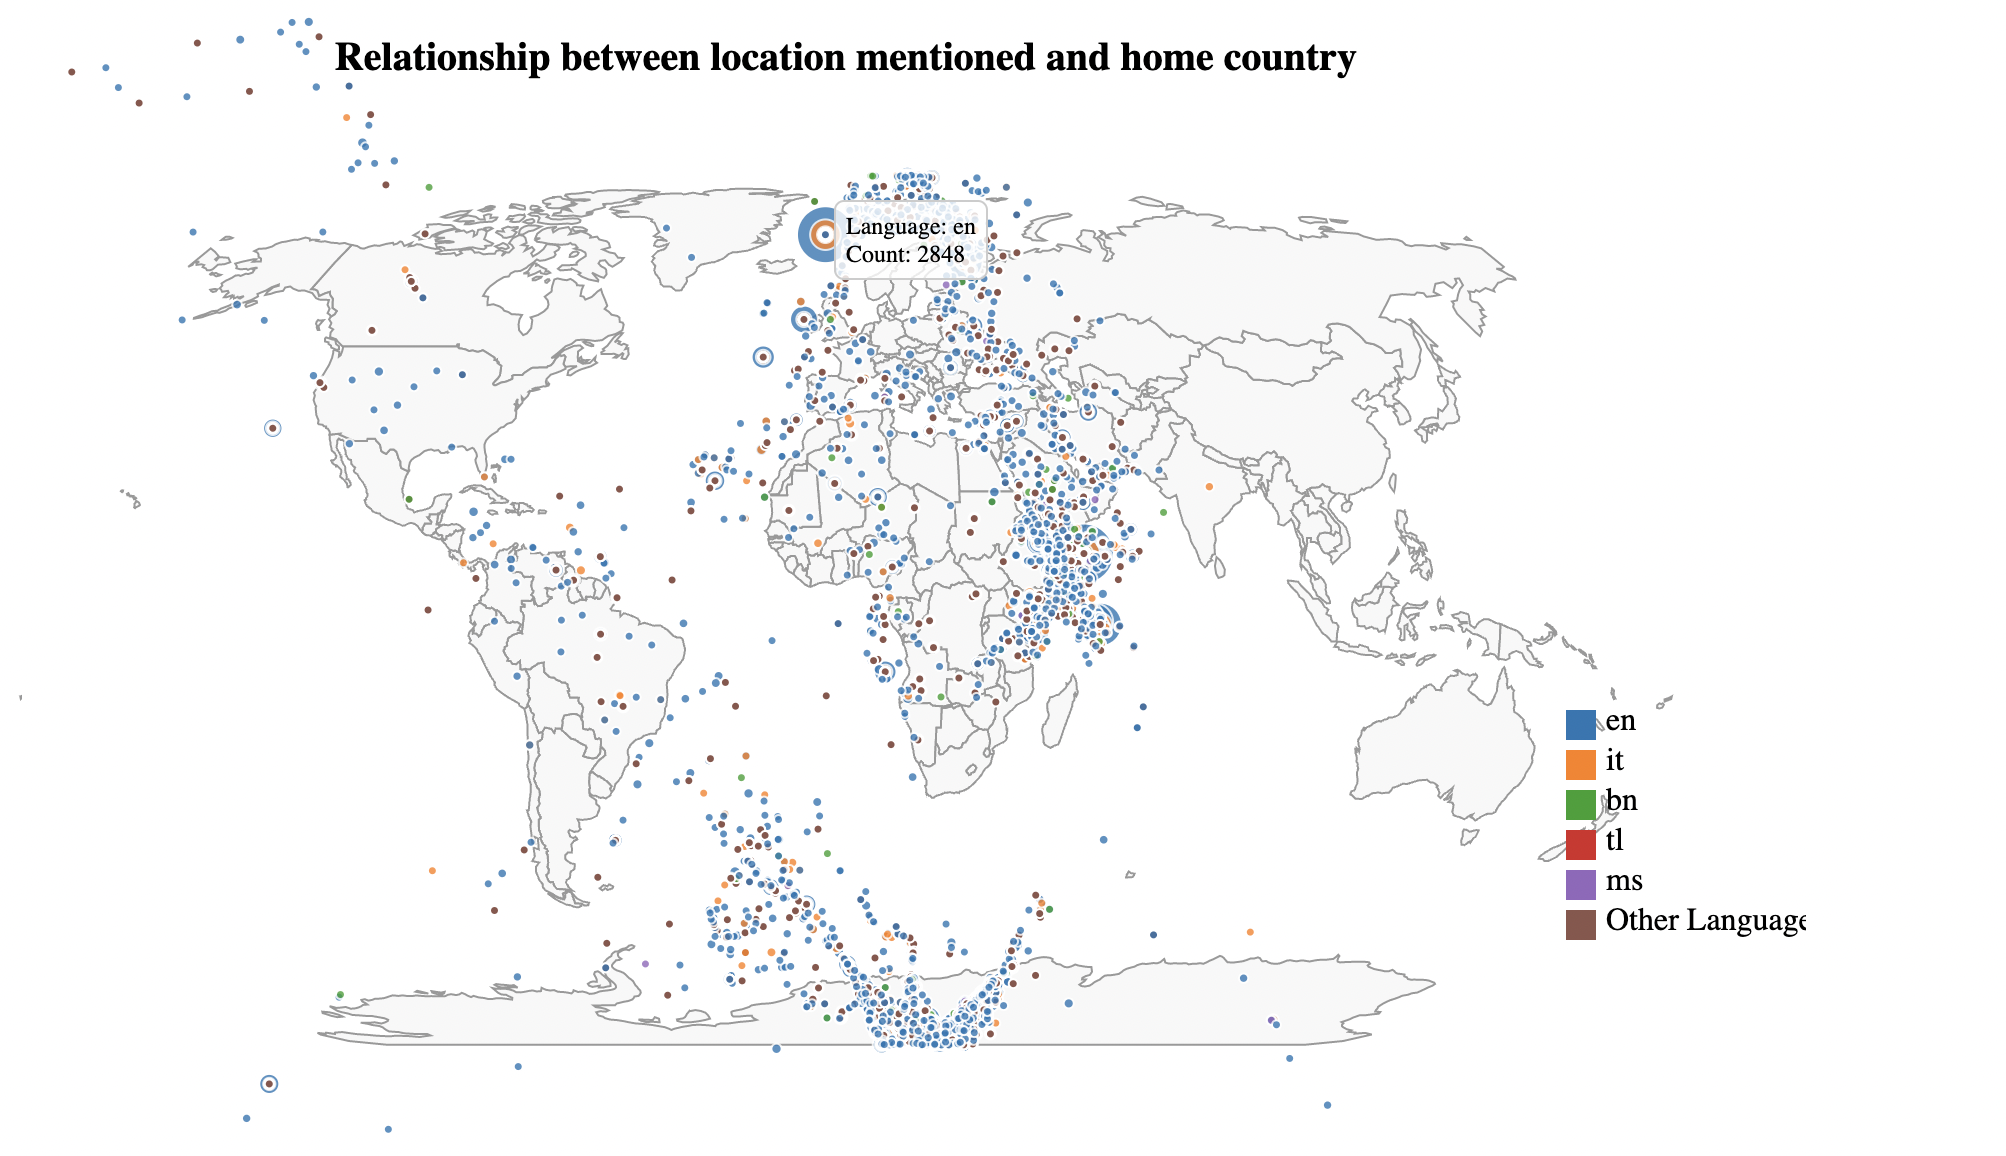 Relationship between location mentioned and home country
Language: en
Count: 2848
en
it
bn
tl
ms
Other Language